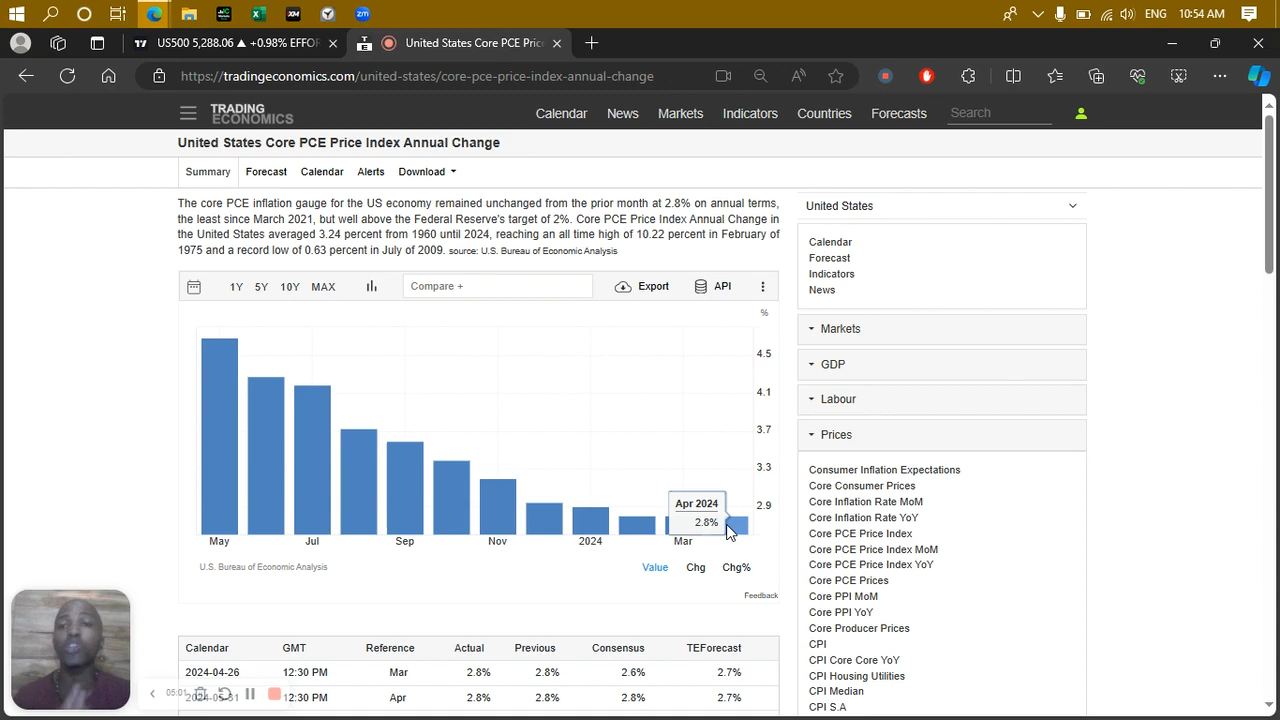 ENG 10:54 AM
US500 5,288.06 ▲ +0.98% EFFOR
United States Core PCE Price
https://tradingeconomics.com/united-states/core-pce-price-index-annual-change
TRADING
ECONOMICS
Calendar News Markets Indicators Countries Forecasts Search
United States Core PCE Price Index Annual Change
Summary Forecast Calendar Alerts Download
The core PCE inflation gauge for the US economy remained unchanged from the prior month at 2.8% on annual terms,
the least since March 2021, but well above the Federal Reserve's target of 2%. Core PCE Price Index Annual Change in
the United States averaged 3.24 percent from 1960 until 2024, reaching an all time high of 10.22 percent in February of
1975 and a record low of 0.63 percent in July of 2009. source: U.S. Bureau of Economic Analysis
1Y 5Y 10Y MAX Compare + Export API
%
4.5
4.1
3.7
3.3
2.9
Apr 2024
2.8%
May Jul Sep Nov 2024 Mar
U.S. Bureau of Economic Analysis
Value Chg Chg%
Feedback
Calendar GMT Reference Actual Previous Consensus TEForecast
2024-04-26 12:30 PM Mar 2.8% 2.8% 2.6% 2.7%
2024-05-31 12:30 PM Apr 2.8% 2.8% 2.8% 2.7%
05:01
United States
Calendar
Forecast
Indicators
News
Markets
GDP
Labour
Prices
Consumer Inflation Expectations
Core Consumer Prices
Core Inflation Rate MoM
Core Inflation Rate YoY
Core PCE Price Index
Core PCE Price Index MoM
Core PCE Price Index YoY
Core PCE Prices
Core PPI MoM
Core PPI YoY
Core Producer Prices
CPI
CPI Core Core YoY
CPI Housing Utilities
CPI Median
CPI S.A